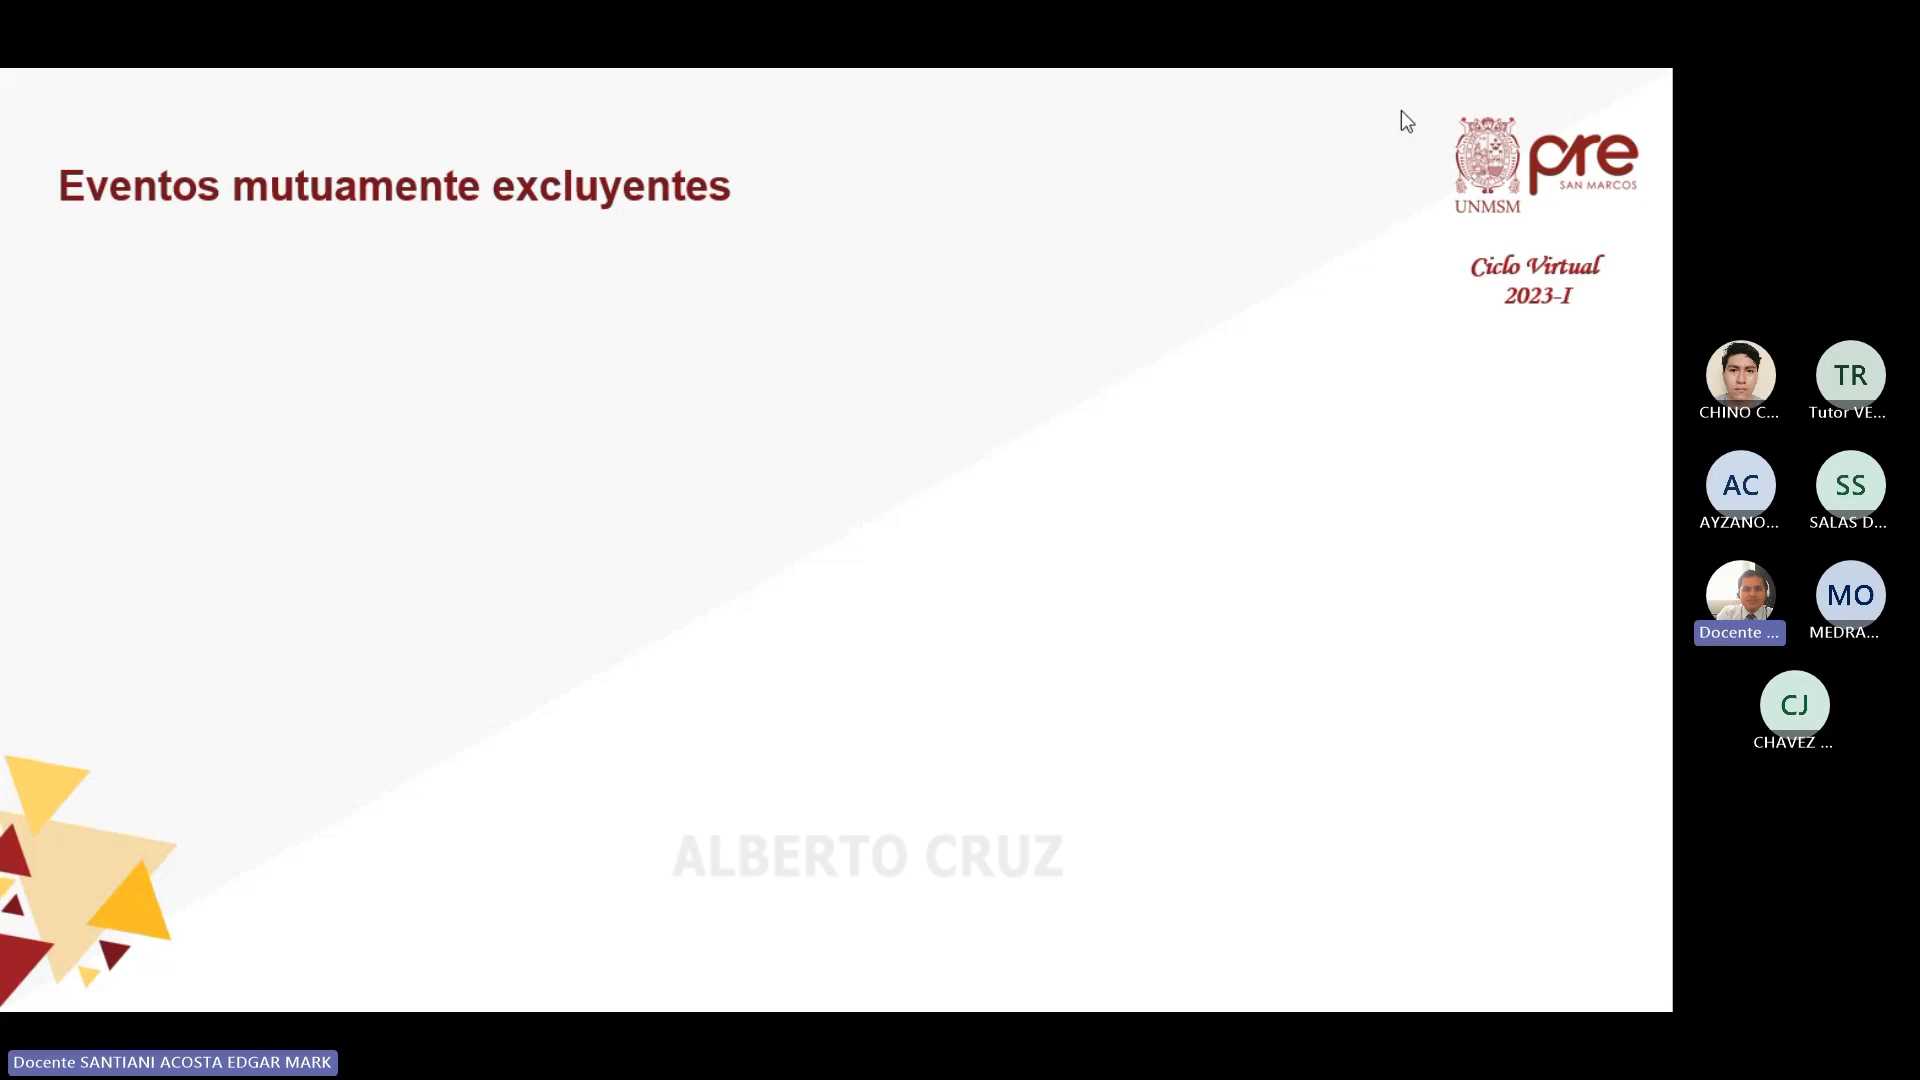 Eventos mutuamente excluyentes
UNMSM
pre
SAN MARCOS
Ciclo Virtual
2023-I
TR
CHINO C...
Tutor VE...
AC
SS
AYZANO...
SALAS D...
MO
Docente ...
MEDRA...
CJ
CHAVEZ ...
ALBERTO CRUZ
Docente SANTIANI ACOSTA EDGAR MARK